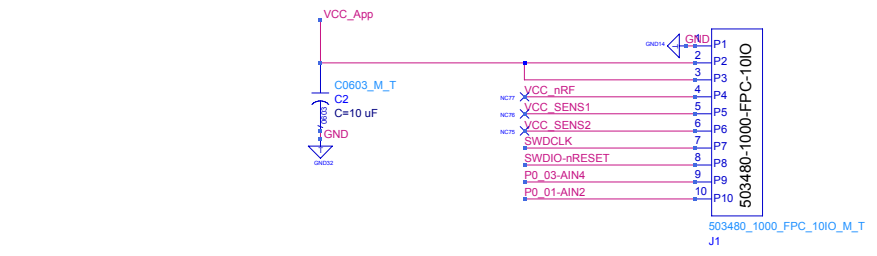 VCC_App
GND14
GND
1
P1
2
P2
3
P3
C0603_M_T
C2
C=10 uF
0603
GND
GND32
NC77
VCC_nRF
4
P4
NC76
VCC_SENS1
5
P5
NC75
VCC_SENS2
6
P6
SWDCLK
7
P7
SWDIO-nRESET
8
P8
P0_03-AIN4
9
P9
P0_01-AIN2
10
P10
503480-1000-FPC-10IO
503480_1000_FPC_10IO_M_T
J1